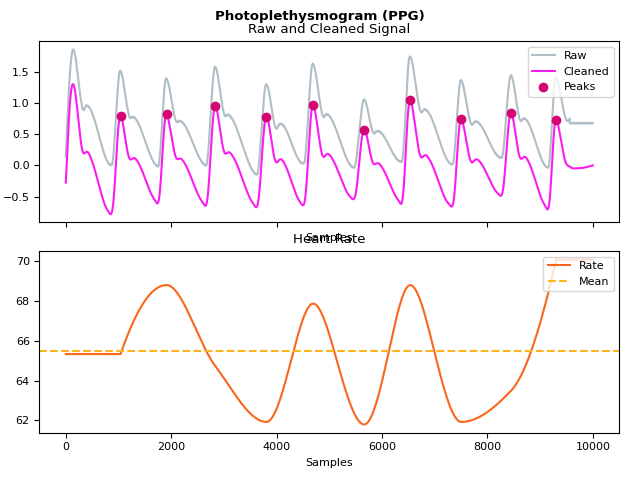 Photoplethysmogram (PPG)
Raw and Cleaned Signal
Raw
Cleaned
Peaks
1.5
1.0
0.5
0.0
−0.5
Samples
Heart Rate
Rate
Mean
70
68
66
64
62
0 2000 4000 6000 8000 10000
Samples